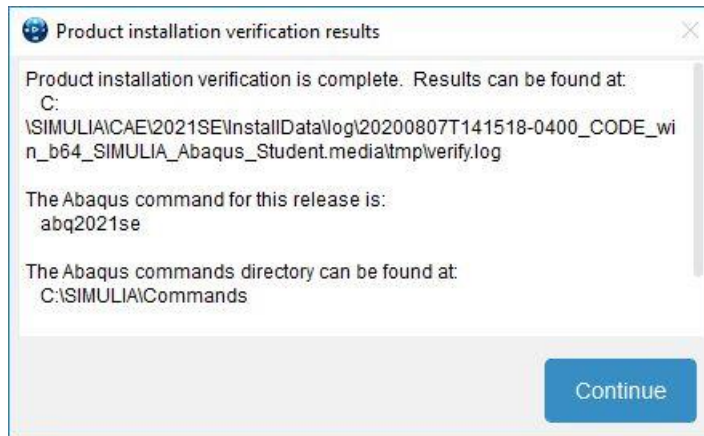 Product installation verification results
Product installation verification is complete.  Results can be found at:
C:
\SIMULIA\CAE\2021SE\InstallData\log\20200807T141518-0400_CODE_wi
n_b64_SIMULIA_Abaqus_Student.media\tmp\verify.log
The Abaqus command for this release is:
abq2021se
The Abaqus commands directory can be found at:
C:\SIMULIA\Commands
Continue